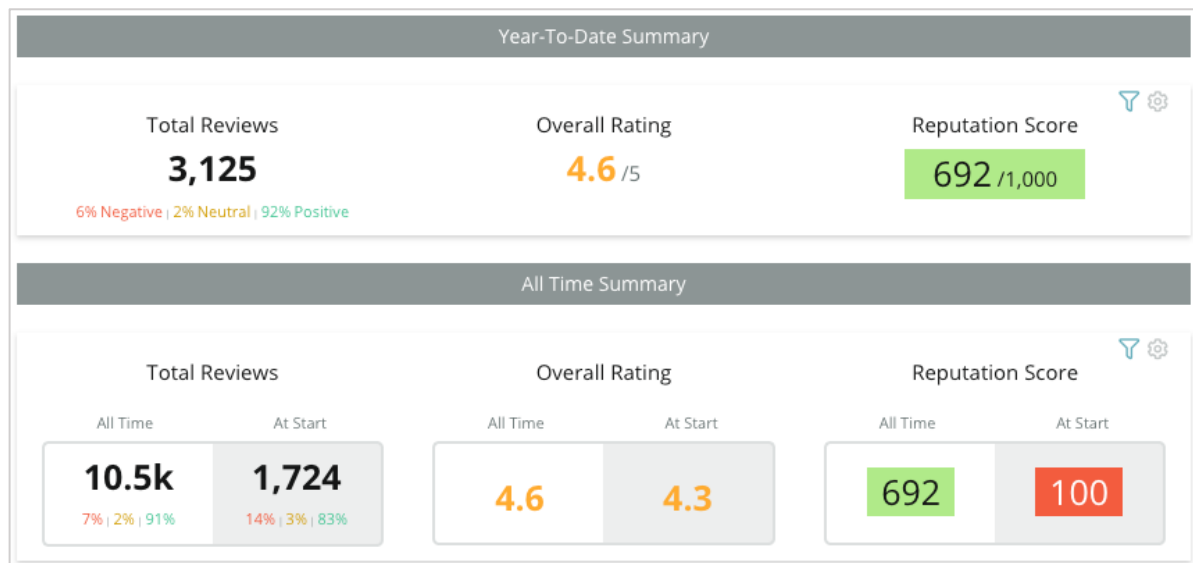 Year-To-Date Summary
Total Reviews Overall Rating Reputation Score
3,125 4.6 /5 692 /1,000
6% Negative | 2% Neutral | 92% Positive
All Time Summary
Total Reviews Overall Rating Reputation Score
All Time At Start All Time At Start All Time At Start
10.5k 1,724 4.6 4.3 692 100
7% | 2% | 91% 14% | 3% | 83%